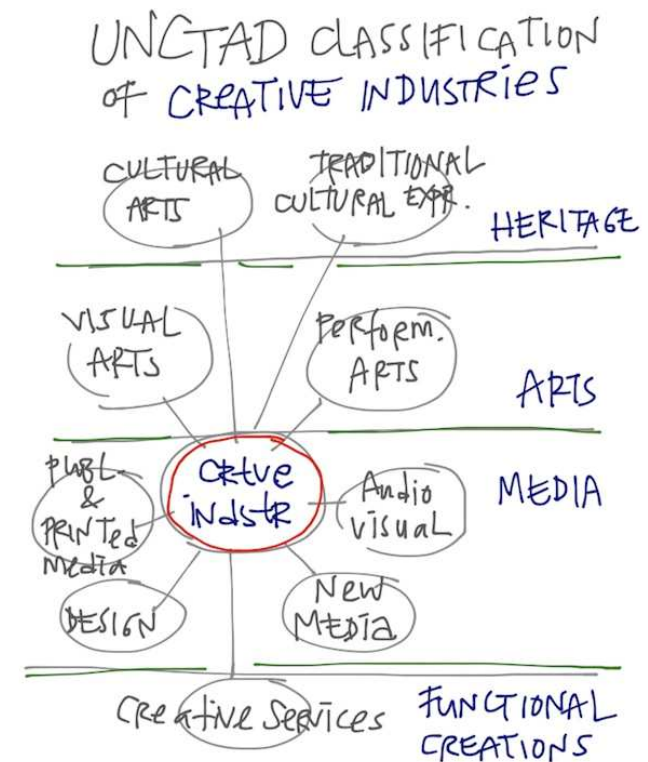 UNCTAD CLASSIFICATION
OF CREATIVE INDUSTRIES
CULTURAL
ARTS
TRADITIONAL
CULTURAL EXPR.
HERITAGE
VISUAL
ARTS
PERFORM.
ARTS
ARTS
PUBL.
&
PRINTED
MEDIA
CRTVE
INDSTR
Audio
visual
MEDIA
DESIGN
New
MEDIA
Creative Services
FUNCTIONAL
CREATIONS